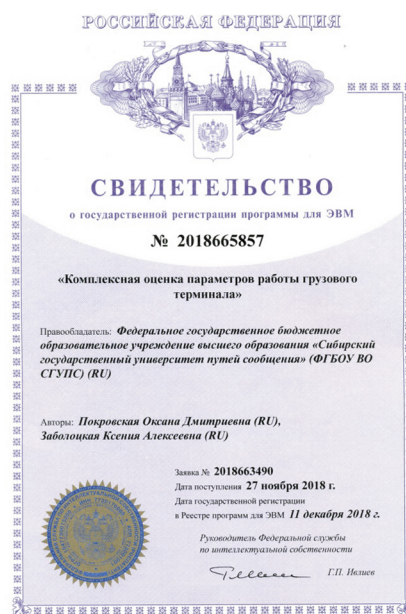 РОССИЙСКАЯ ФЕДЕРАЦИЯ
СВИДЕТЕЛЬСТВО
о государственной регистрации программы для ЭВМ
№ 2018665857
«Комплексная оценка параметров работы грузового
терминала»
Правообладатель: Федеральное государственное бюджетное
образовательное учреждение высшего образования «Сибирский
государственный университет путей сообщения» (ФГБОУ ВО
СГУПС) (RU)
Авторы: Покровская Оксана Дмитриевна (RU),
Заболоцкая Ксения Алексеевна (RU)
Заявка № 2018663490
Дата поступления 27 ноября 2018 г.
Дата государственной регистрации
в Реестре программ для ЭВМ 11 декабря 2018 г.
Руководитель Федеральной службы
по интеллектуальной собственности
Г.П. Ивлиев